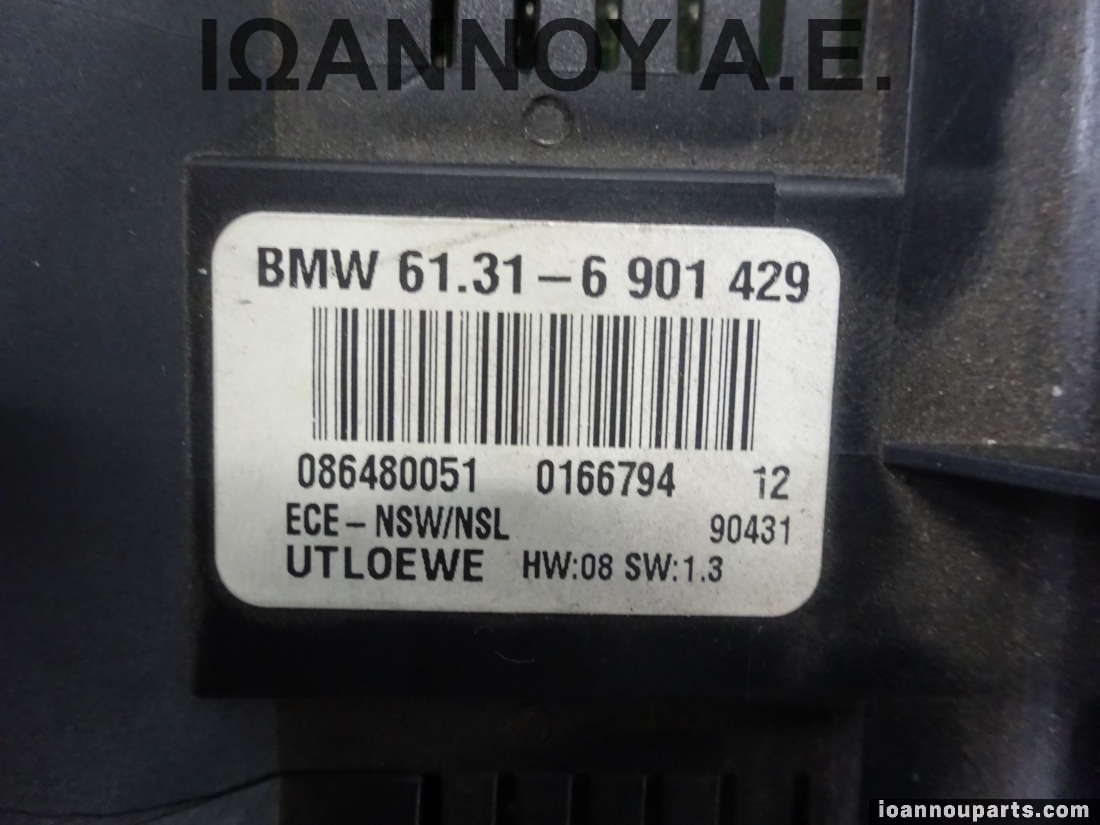 ΙΩΑΝΝΟΥ Α.Ε.
BMW 61.31-6 901 429
086480051 0166794 12
ECE-NSW/NSL 90431
UTLOEWE HW:08 SW:1.3
ioannouparts.com